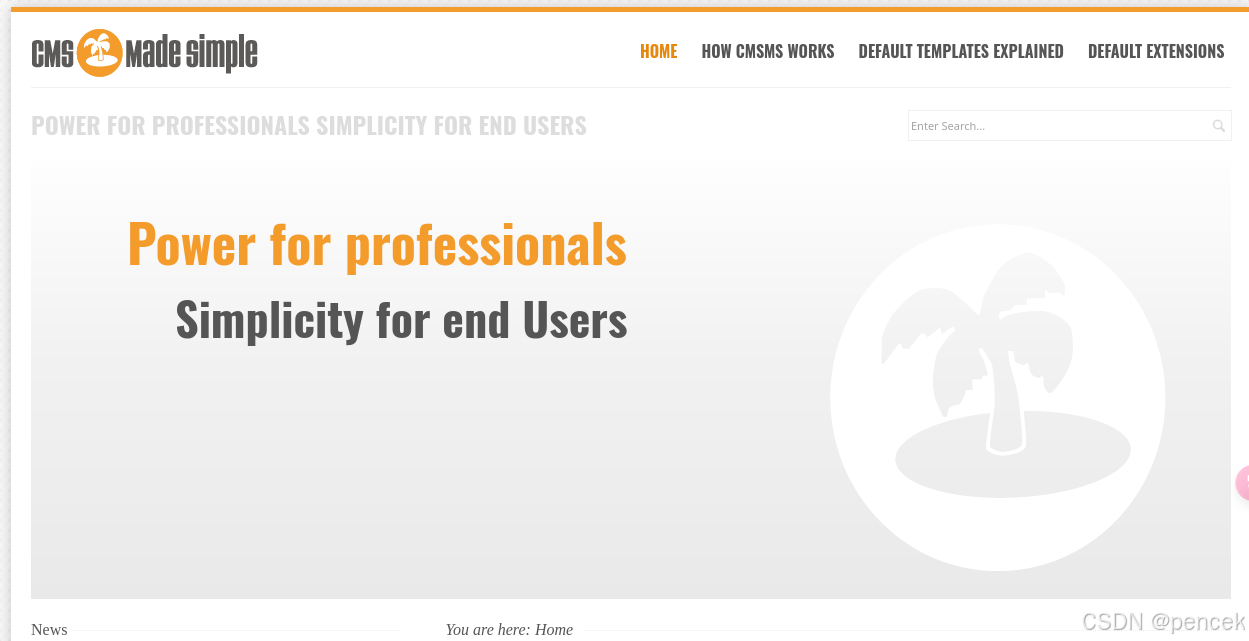 CMS made simple
HOME HOW CMSMS WORKS DEFAULT TEMPLATES EXPLAINED DEFAULT EXTENSIONS
POWER FOR PROFESSIONALS SIMPLICITY FOR END USERS
Enter Search...
Power for professionals
Simplicity for end Users
News
You are here: Home
CSDN @pencek